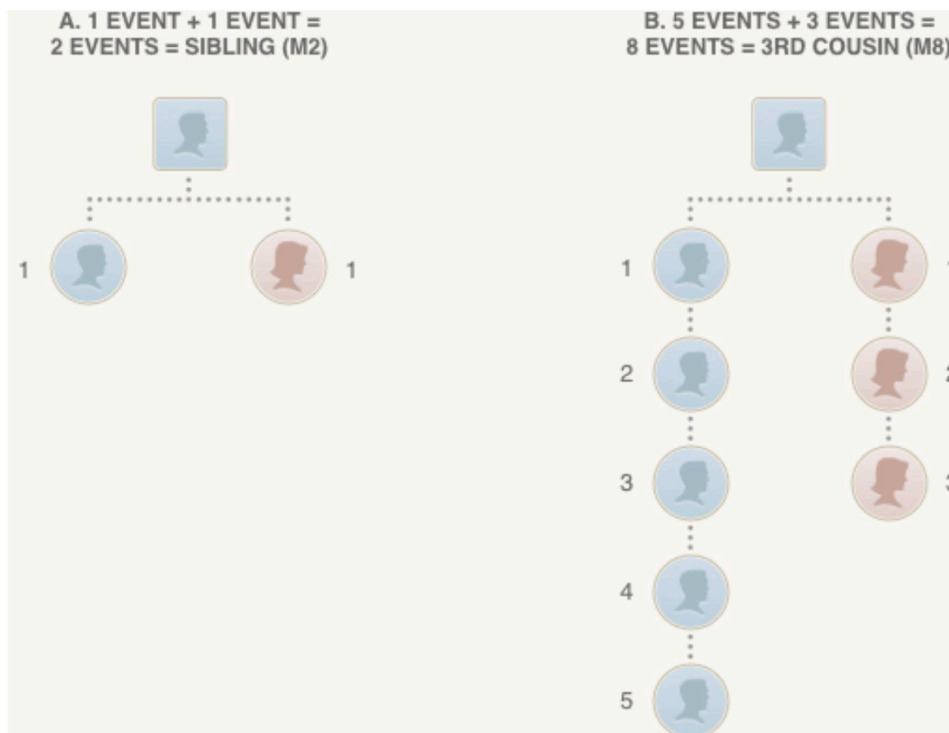 A. 1 EVENT + 1 EVENT =
2 EVENTS = SIBLING (M2)
B. 5 EVENTS + 3 EVENTS =
8 EVENTS = 3RD COUSIN (M8)
1
1
1
2
3
4
5